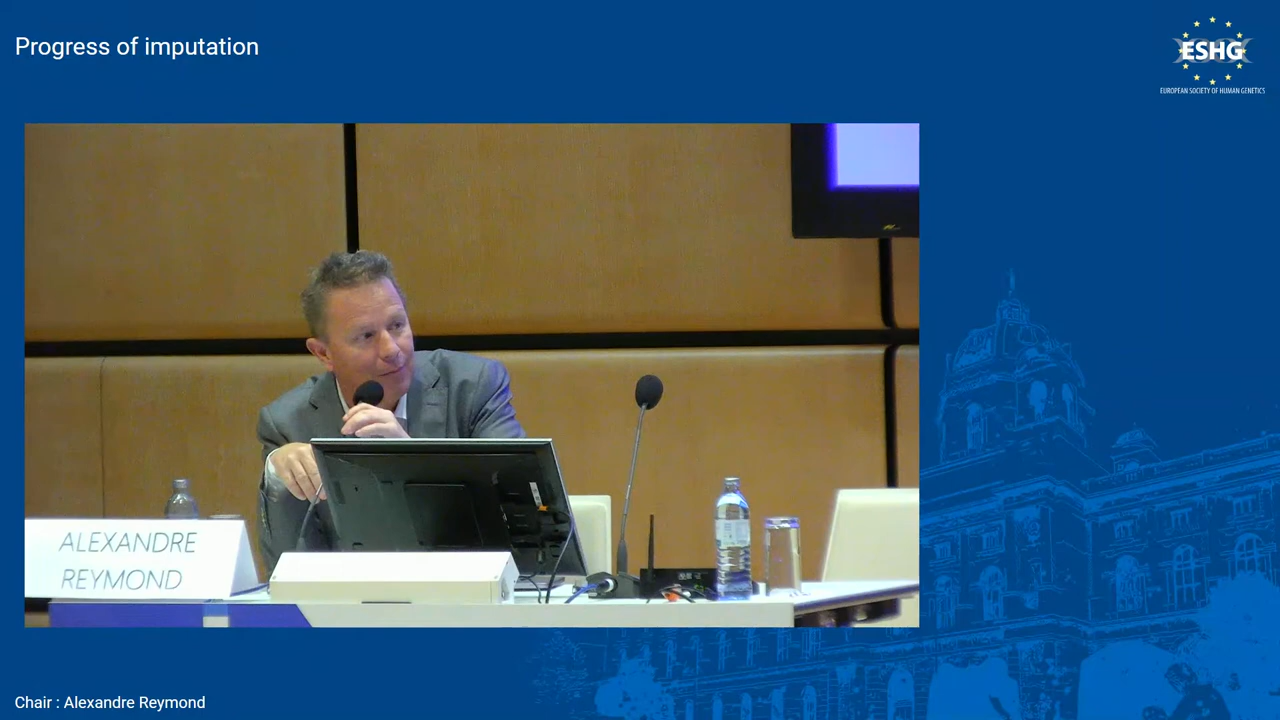 Progress of imputation
ESHG
EUROPEAN SOCIETY OF HUMAN GENETICS
ALEXANDRE
REYMOND
Chair : Alexandre Reymond